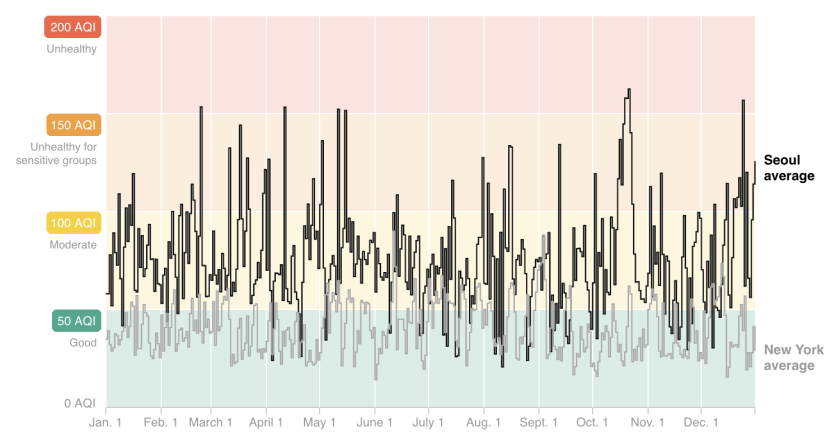 200 AQI
Unhealthy
150 AQI
Unhealthy for
sensitive groups
100 AQI
Moderate
50 AQI
Good
0 AQI
Seoul
average
New York
average
Jan. 1 Feb. 1 March 1 April 1 May 1 June 1 July 1 Aug. 1 Sept. 1 Oct. 1 Nov. 1 Dec. 1